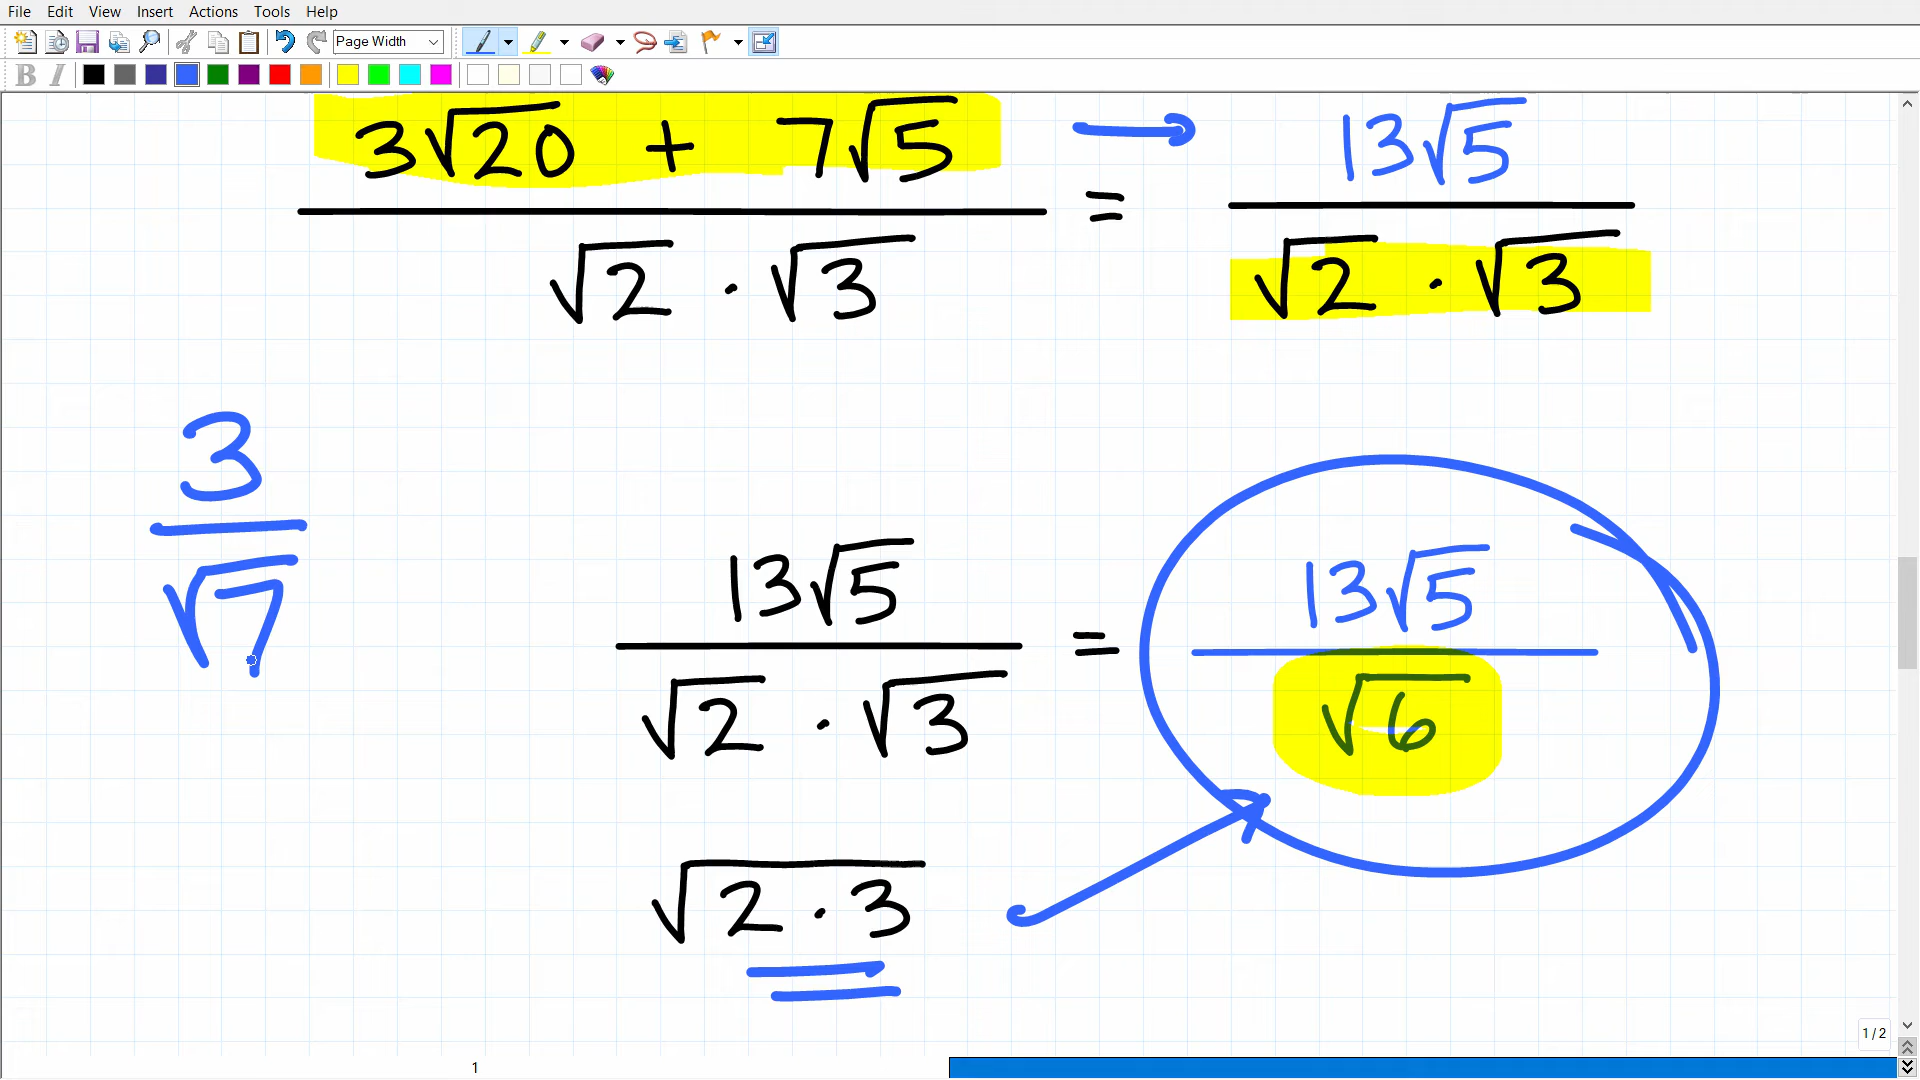 File Edit View Insert Actions Tools Help
Page Width
B I
3√20 + 7√5 → 13√5
=
√2 · √3 √2 · √3
3
√7
13√5 = 13√5
√2 · √3 √6
√2 · 3
1/2
1